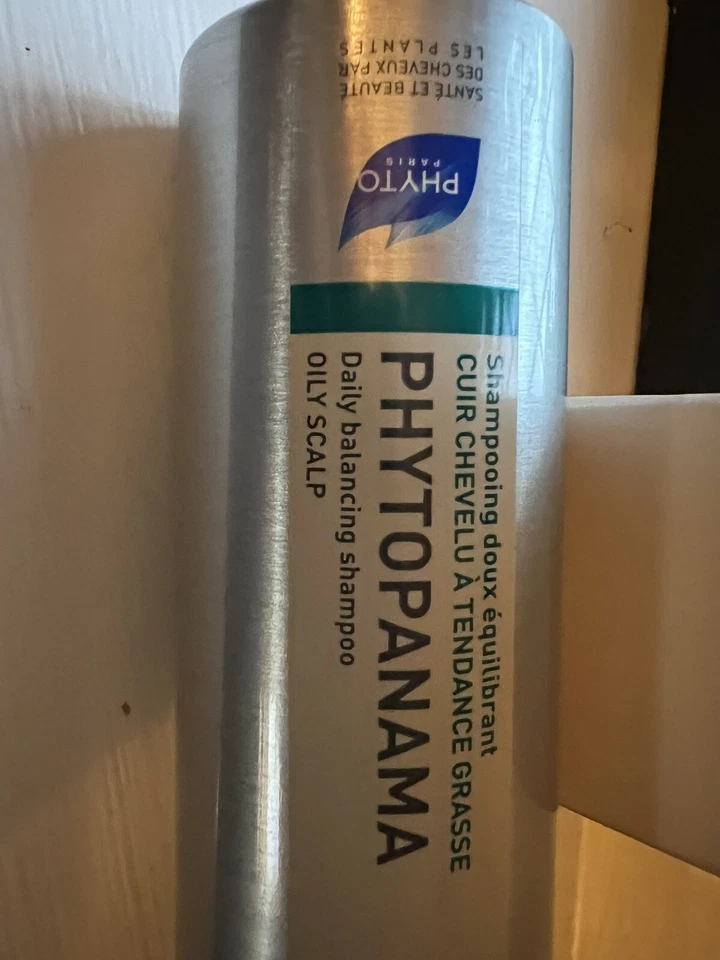 SANTÉ ET BEAUTÉ
DES CHEVEUX PAR
LES PLANTES
PHYTO
PARIS
Shampooing doux équilibrant
CUIR CHEVELU À TENDANCE GRASSE
PHYTOPANAMA
Daily balancing shampoo
OILY SCALP